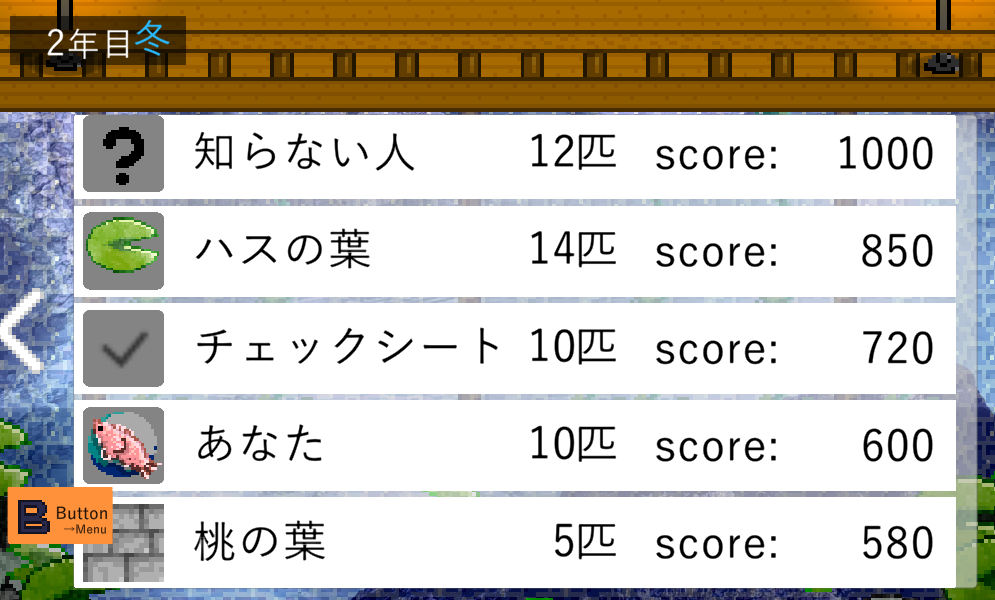 2年目冬
知らない人 12匹 score: 1000
ハスの葉 14匹 score: 850
チェックシート 10匹 score: 720
あなた 10匹 score: 600
B Button
→Menu
桃の葉 5匹 score: 580